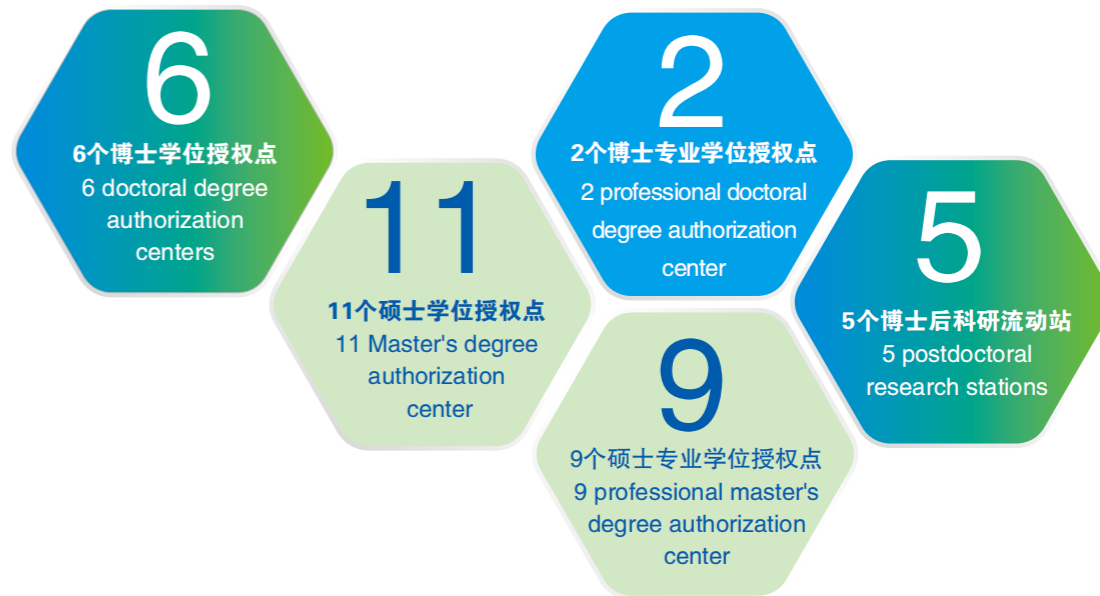 6
6个博士学位授权点
6 doctoral degree
authorization
centers
11
11个硕士学位授权点
11 Master's degree
authorization
center
2
2个博士专业学位授权点
2 professional doctoral
degree authorization
center
9
9个硕士专业学位授权点
9 professional master's
degree authorization
center
5
5个博士后科研流动站
5 postdoctoral
research stations